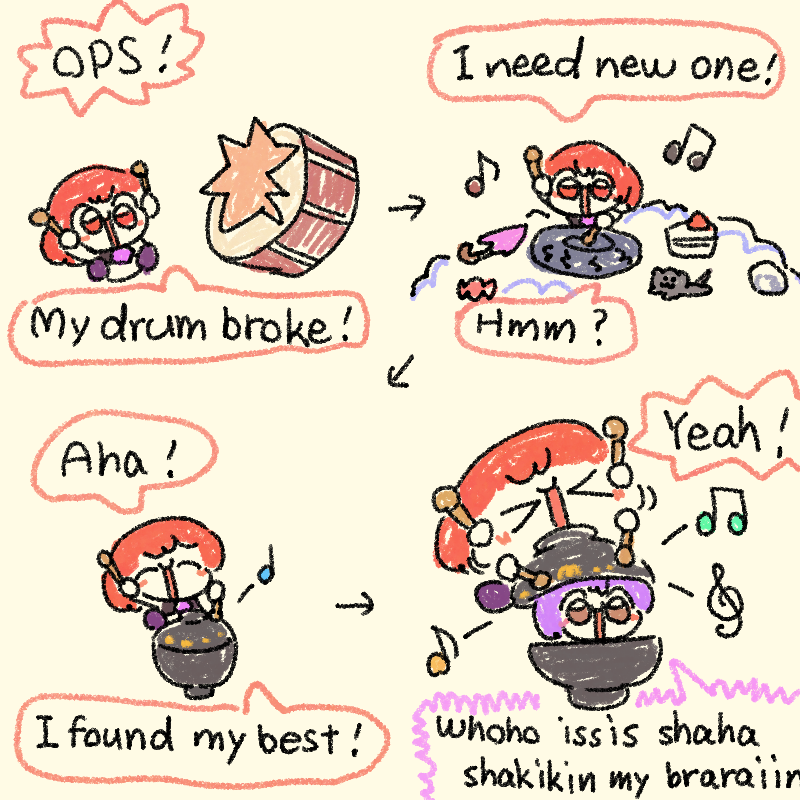 OPS!
My drum broke!
I need new one!
Hmm?
Aha!
I found my best!
Yeah!
Whoho issis shaha
shakikin my braraiin